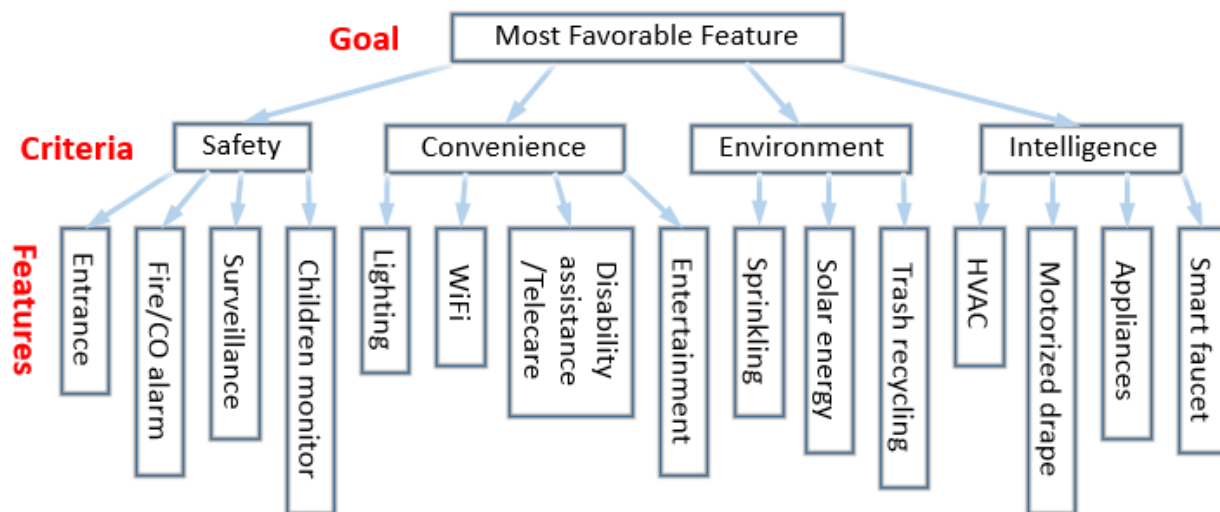 Goal
Most Favorable Feature
Criteria
Safety
Convenience
Environment
Intelligence
Features
Entrance
Fire/CO alarm
Surveillance
Children monitor
Lighting
WiFi
Disability
assistance
/Telecare
Entertainment
Sprinkling
Solar energy
Trash recycling
HVAC
Motorized drape
Appliances
Smart faucet